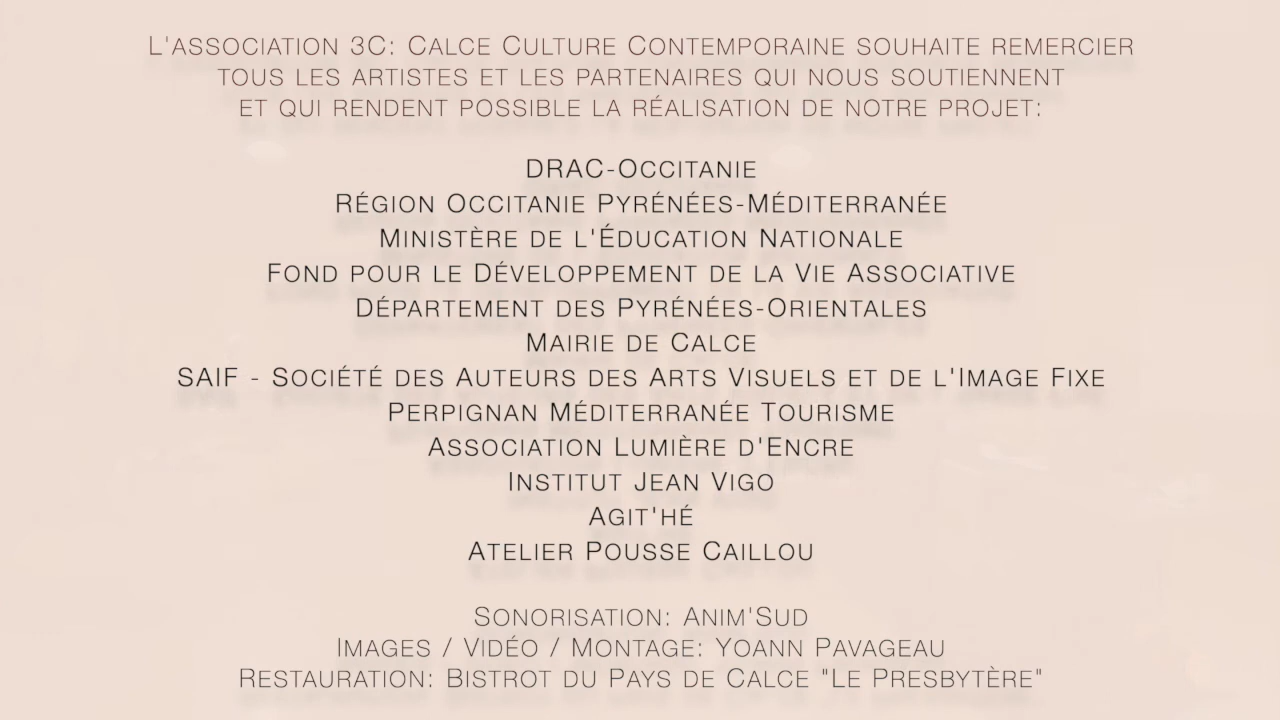 L'association 3C: Calce Culture Contemporaine souhaite remercier
tous les artistes et les partenaires qui nous soutiennent
et qui rendent possible la réalisation de notre projet:
DRAC-Occitanie
Région Occitanie Pyrénées-Méditerranée
Ministère de l'Éducation Nationale
Fond pour le Développement de la Vie Associative
Département des Pyrénées-Orientales
Mairie de Calce
SAIF - Société des Auteurs des Arts Visuels et de l'Image Fixe
Perpignan Méditerranée Tourisme
Association Lumière d'Encre
Institut Jean Vigo
Agit'hé
Atelier Pousse Caillou
Sonorisation: Anim'Sud
Images / Vidéo / Montage: Yoann Pavageau
Restauration: Bistrot du Pays de Calce "Le Presbytère"